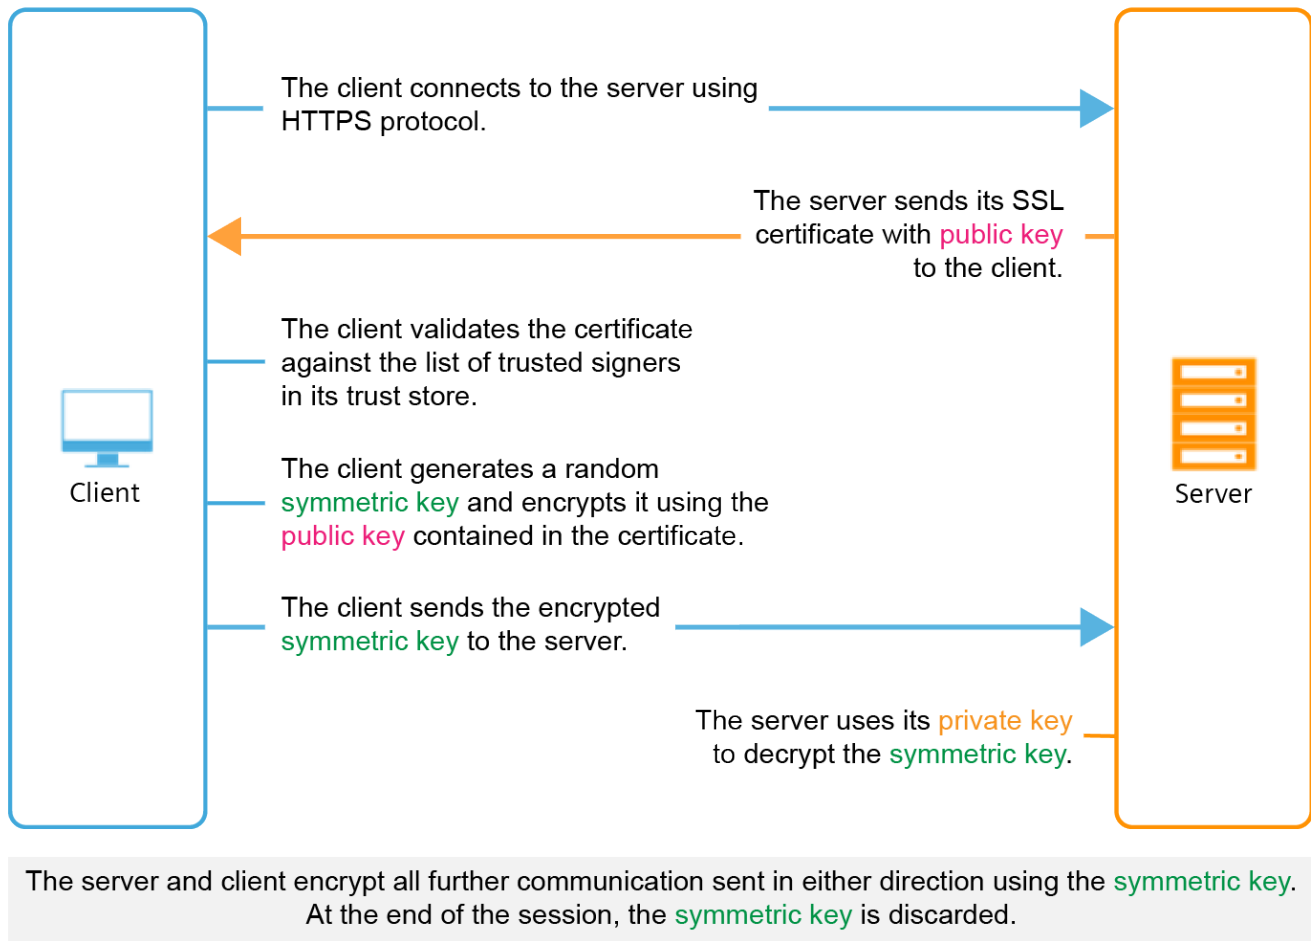 The client connects to the server using
HTTPS protocol.
The server sends its SSL
certificate with public key
to the client.
The client validates the certificate
against the list of trusted signers
in its trust store.
Client
The client generates a random
symmetric key and encrypts it using the
public key contained in the certificate.
Server
The client sends the encrypted
symmetric key to the server.
The server uses its private key
to decrypt the symmetric key.
The server and client encrypt all further communication sent in either direction using the symmetric key.
At the end of the session, the symmetric key is discarded.